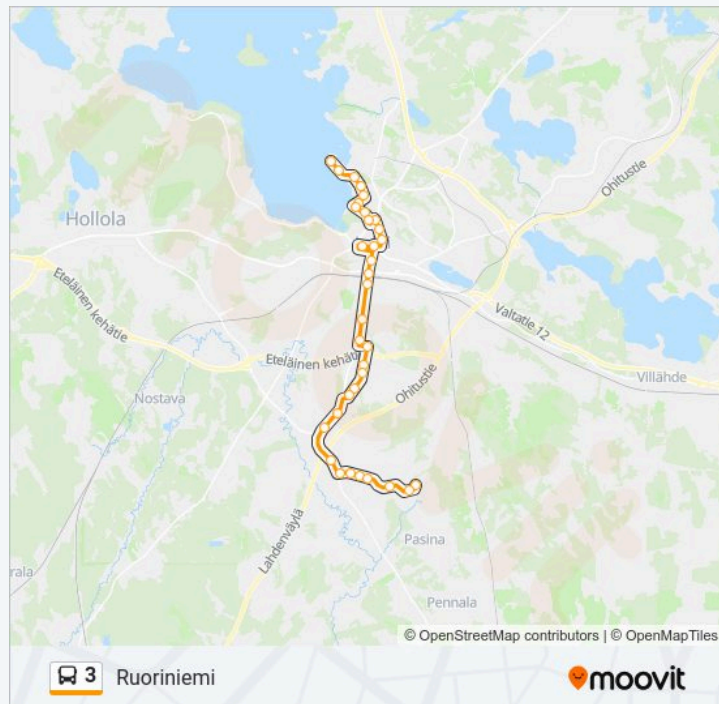 Hollola
Ohitustie
Eteläinen kehätie
Valtatie 12
Eteläinen kehätie
Villähde
Nostava
Ohitustie
Lahdenväylä
Pasina
rala
Pennala
© OpenStreetMap contributors | © OpenMapTiles
3 Ruoriniemi
moovit